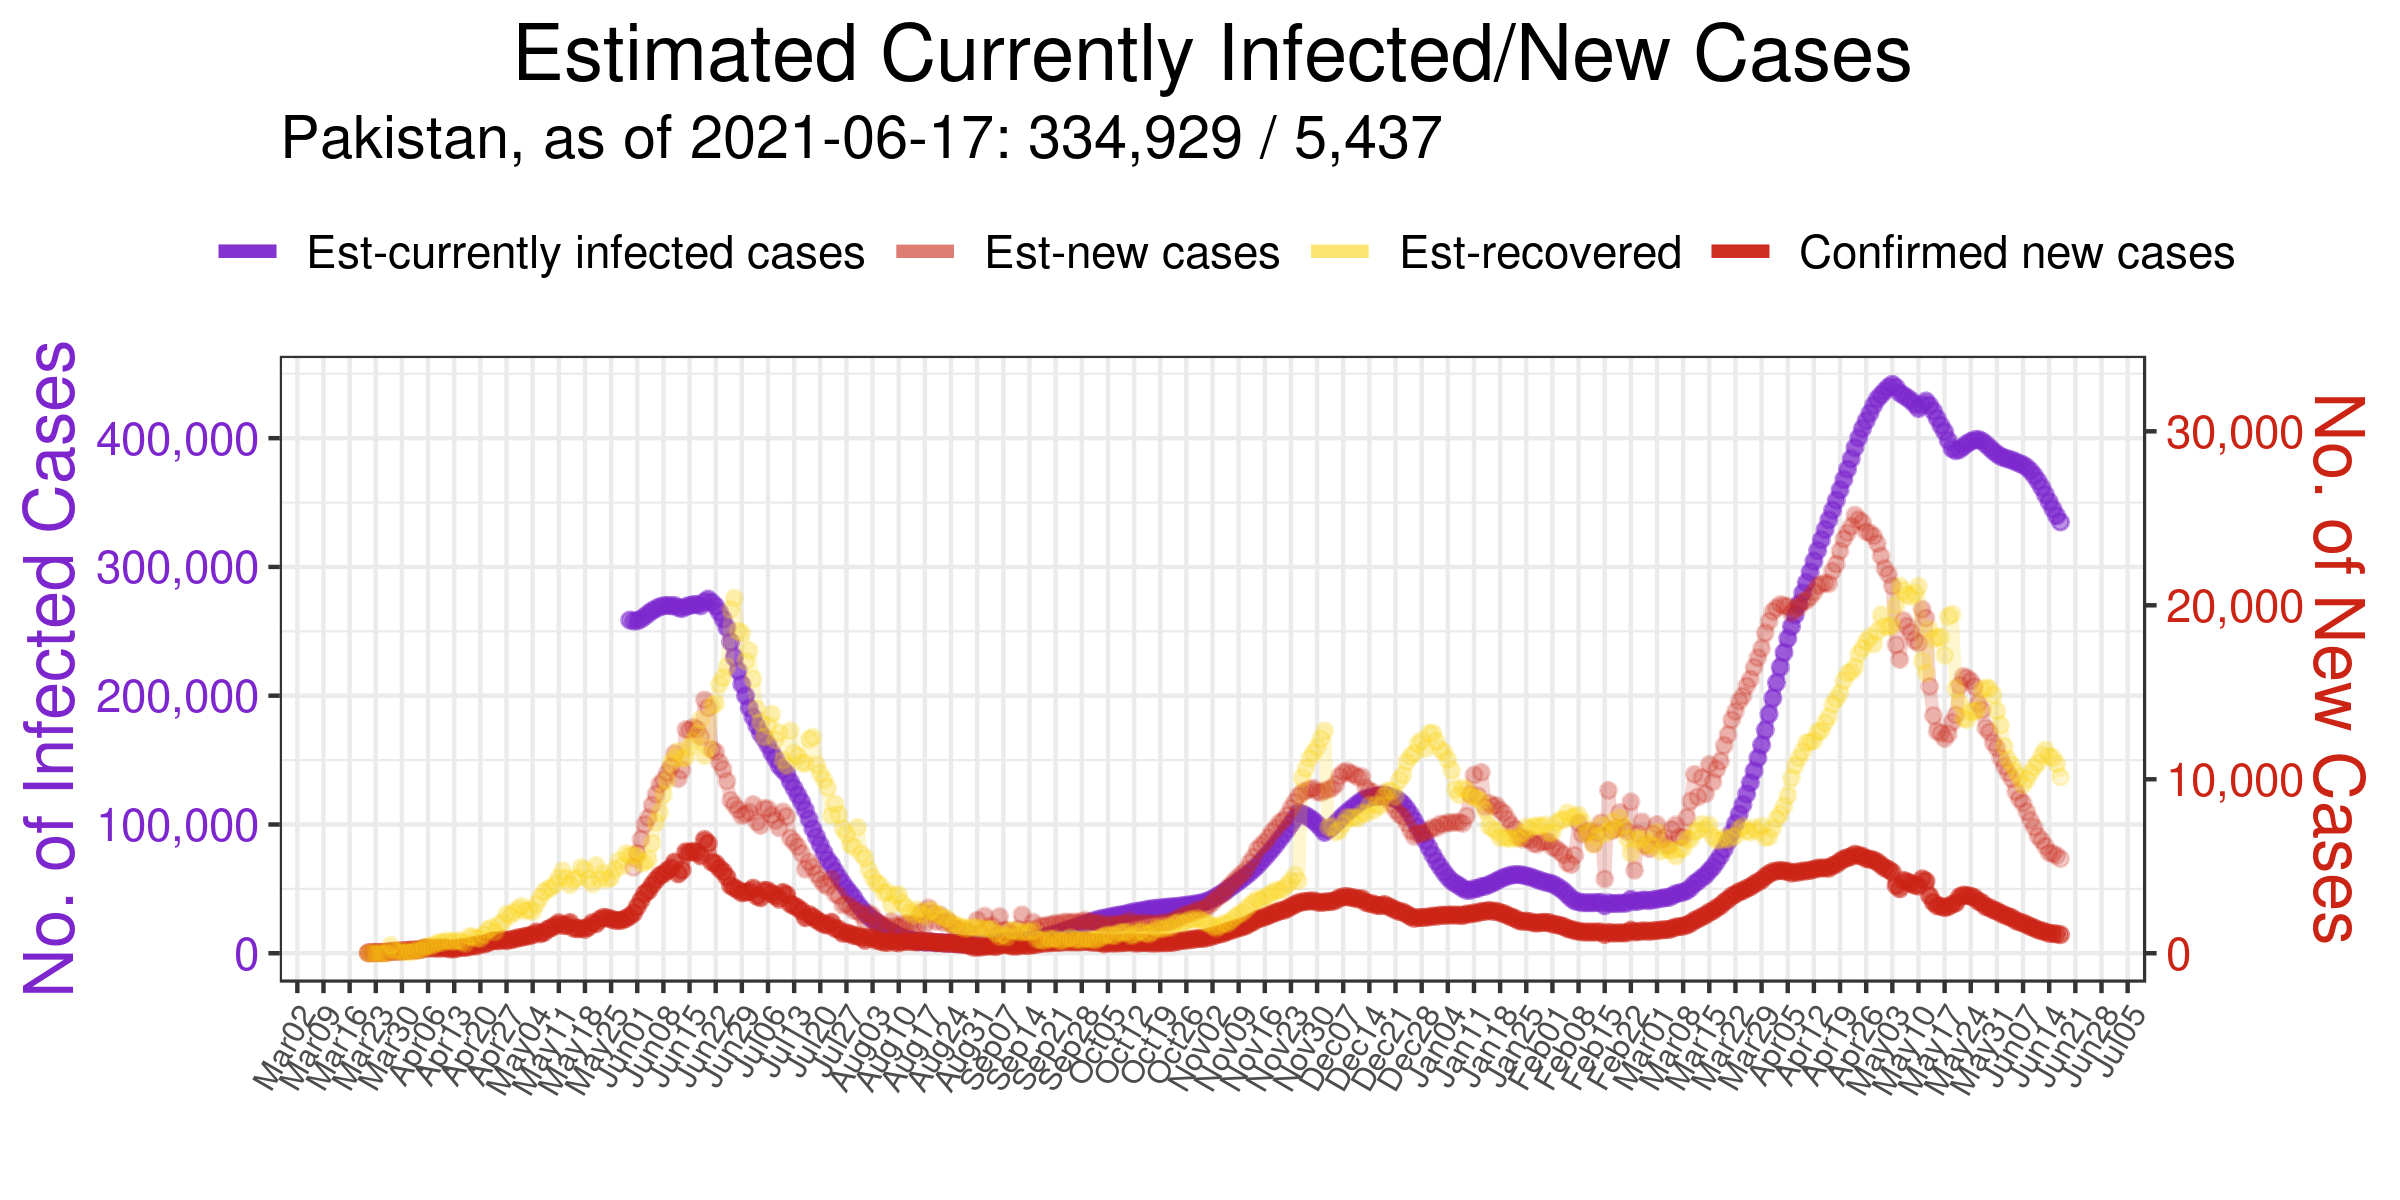 Estimated Currently Infected/New Cases
Pakistan, as of 2021-06-17: 334,929 / 5,437
Est-currently infected cases
Est-new cases
Est-recovered
Confirmed new cases
No. of Infected Cases
400,000
300,000
200,000
100,000
0
30,000
20,000
10,000
0
No. of New Cases
Mar02
Mar09
Mar16
Mar23
Mar30
Apr06
Apr13
Apr20
Apr27
May04
May11
May18
May25
Jun01
Jun08
Jun15
Jun22
Jun29
Jul06
Jul13
Jul20
Jul27
Aug03
Aug10
Aug17
Aug24
Aug31
Sep07
Sep14
Sep21
Sep28
Oct05
Oct12
Oct19
Oct26
Nov02
Nov09
Nov16
Nov23
Nov30
Dec07
Dec14
Dec21
Dec28
Jan11
Jan18
Jan25
Feb01
Feb08
Feb15
Feb22
Mar01
Mar08
Mar15
Mar22
Mar29
Apr05
Apr12
Apr19
Apr26
May03
May10
May17
May24
May31
Jun07
Jun14
Jun21
Jun28
Jul05